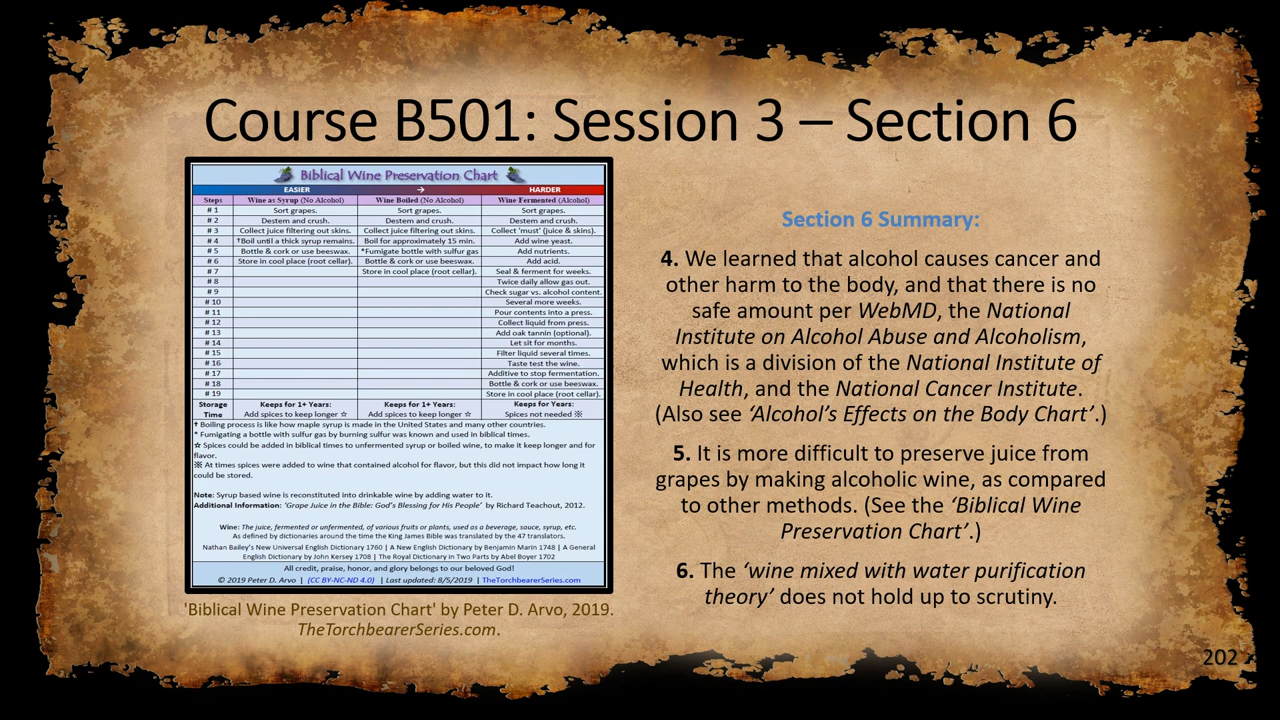 Course B501: Session 3 – Section 6
Biblical Wine Preservation Chart
EASIER → HARDER
Steps Wine as Syrup (No Alcohol) Wine Boiled (No Alcohol) Wine Fermented (Alcohol)
# 1 Sort grapes. Sort grapes. Sort grapes.
# 2 Destem and crush. Destem and crush. Destem and crush.
# 3 Collect juice filtering out skins. Collect juice filtering out skins. Collect 'must' (juice & skins).
# 4 †Boil until a thick syrup remains. Boil for approximately 15 min. Add wine yeast.
# 5 Bottle & cork or use beeswax. *Fumigate bottle with sulfur gas Add nutrients.
# 6 Store in cool place (root cellar). Bottle & cork or use beeswax. Add acid.
# 7 Store in cool place (root cellar). Seal & ferment for weeks.
# 8 Twice daily allow gas out.
# 9 Check sugar vs. alcohol content.
# 10 Several more weeks.
# 11 Pour contents into a press.
# 12 Collect liquid from press.
# 13 Add oak tannin (optional).
# 14 Let sit for months.
# 15 Filter liquid several times.
# 16 Taste test the wine.
# 17 Additive to stop fermentation.
# 18 Bottle & cork or use beeswax.
# 19 Store in cool place (root cellar).
Storage Keeps for 1+ Years: Keeps for 1+ Years: Keeps for Years:
Time Add spices to keep longer ☆ Add spices to keep longer ☆ Spices not needed ※
† Boiling process is like how maple syrup is made in the United States and many other countries.
* Fumigating a bottle with sulfur gas by burning sulfur was known and used in biblical times.
☆ Spices could be added in biblical times to unfermented syrup or boiled wine, to make it keep longer and for
flavor.
※ At times spices were added to wine that contained alcohol for flavor, but this did not impact how long it
could be stored.
Note: Syrup based wine is reconstituted into drinkable wine by adding water to it.
Additional Information: 'Grape Juice in the Bible: God's Blessing for His People' by Richard Teachout, 2012.
Wine: The juice, fermented or unfermented, of various fruits or plants, used as a beverage, sauce, syrup, etc.
As defined by dictionaries around the time the King James Bible was translated by the 47 translators.
Nathan Bailey's New Universal English Dictionary 1760 | A New English Dictionary by Benjamin Marin 1748 | A General
English Dictionary by John Kersey 1708 | The Royal Dictionary in Two Parts by Abel Boyer 1702
All credit, praise, honor, and glory belongs to our beloved God!
© 2019 Peter D. Arvo | (CC BY-NC-ND 4.0) | Last updated: 8/5/2019 | TheTorchbearerSeries.com
'Biblical Wine Preservation Chart' by Peter D. Arvo, 2019.
TheTorchbearerSeries.com.
Section 6 Summary:
4. We learned that alcohol causes cancer and
other harm to the body, and that there is no
safe amount per WebMD, the National
Institute on Alcohol Abuse and Alcoholism,
which is a division of the National Institute of
Health, and the National Cancer Institute.
(Also see ‘Alcohol’s Effects on the Body Chart’.)
5. It is more difficult to preserve juice from
grapes by making alcoholic wine, as compared
to other methods. (See the ‘Biblical Wine
Preservation Chart’.)
6. The ‘wine mixed with water purification
theory’ does not hold up to scrutiny.
202